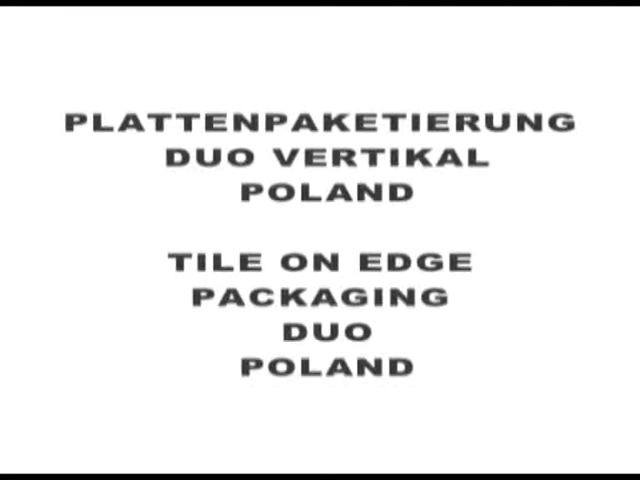 PLATTENPAKETIERUNG
DUO VERTIKAL
POLAND
TILE ON EDGE
PACKAGING
DUO
POLAND